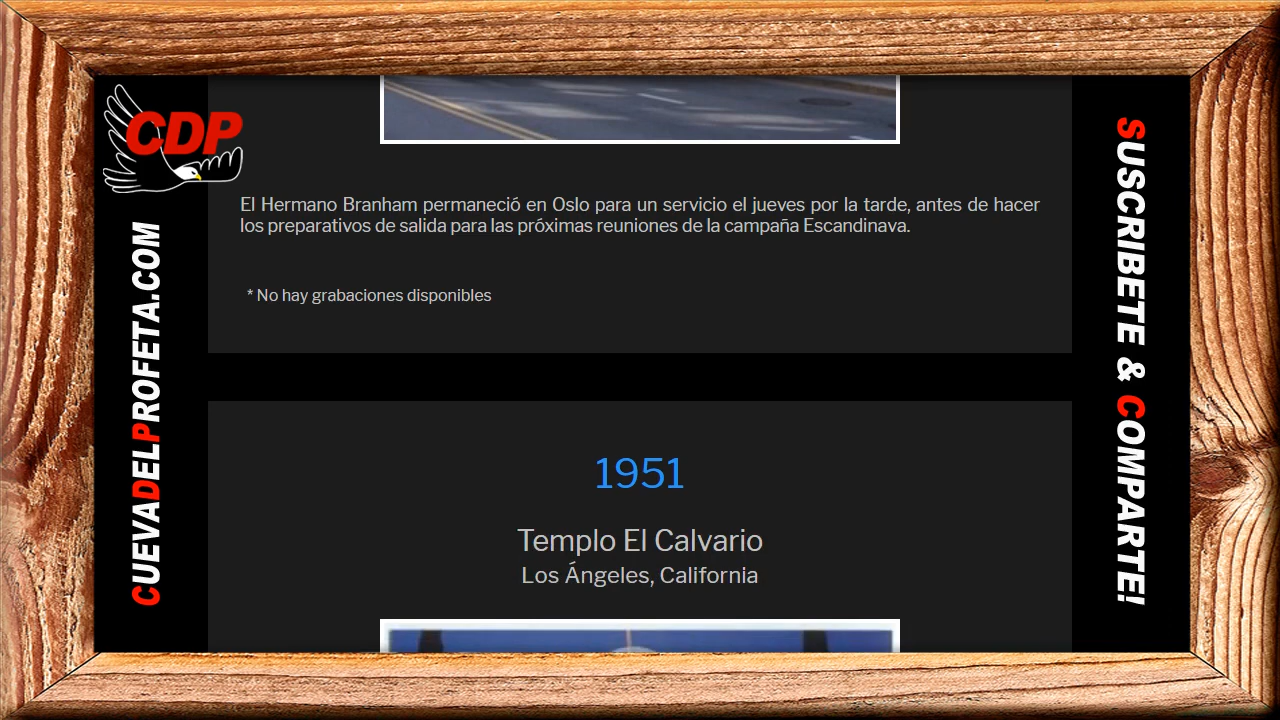 CDP
CUEVADELPROFETA.COM
El Hermano Branham permaneció en Oslo para un servicio el jueves por la tarde, antes de hacer
los preparativos de salida para las próximas reuniones de la campaña Escandinava.
* No hay grabaciones disponibles
1951
Templo El Calvario
Los Ángeles, California
SUSCRIBETE & COMPARTE!